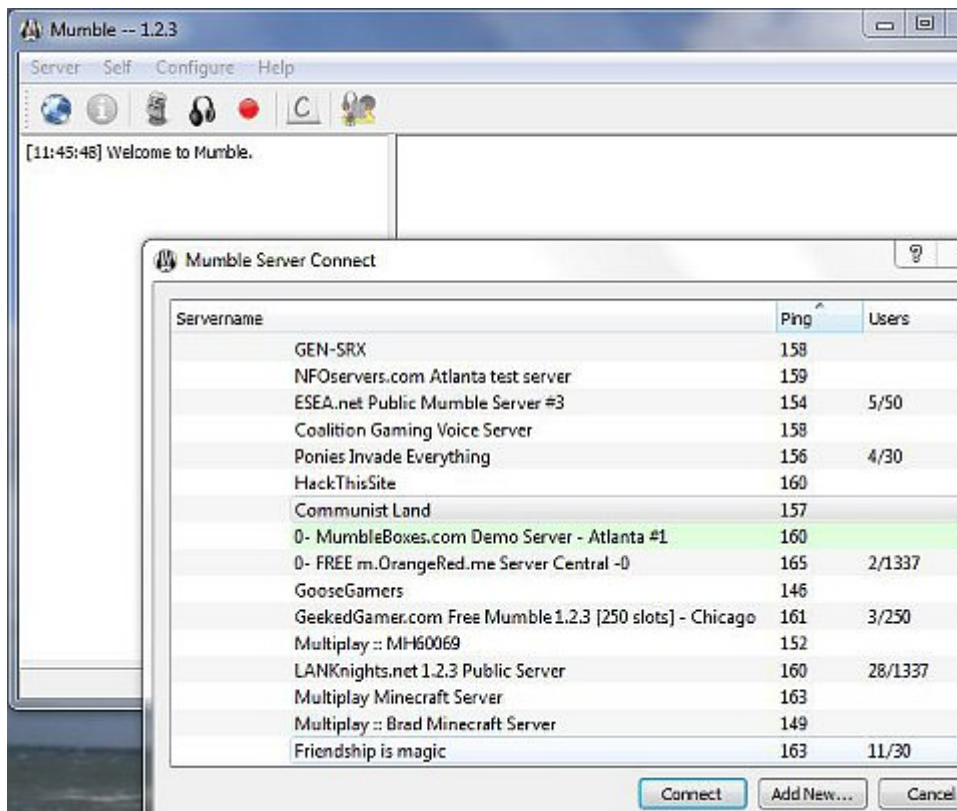 Mumble -- 1.2.3
Server Self Configure Help
C
[11:45:48] Welcome to Mumble.
Mumble Server Connect
?
Servername Ping Users
GEN-SRX 158
NFOservers.com Atlanta test server 159
ESEA.net Public Mumble Server #3 154 5/50
Coalition Gaming Voice Server 158
Ponies Invade Everything 156 4/30
HackThisSite 160
Communist Land 157
0- MumbleBoxes.com Demo Server - Atlanta #1 160
0- FREE m.OrangeRed.me Server Central -0 165 2/1337
GooseGamers 146
GeekedGamer.com Free Mumble 1.2.3 [250 slots] - Chicago 161 3/250
Multiplay :: MH60069 152
LANKnights.net 1.2.3 Public Server 160 28/1337
Multiplay Minecraft Server 163
Multiplay :: Brad Minecraft Server 149
Friendship is magic 163 11/30
Connect Add New... Cancel